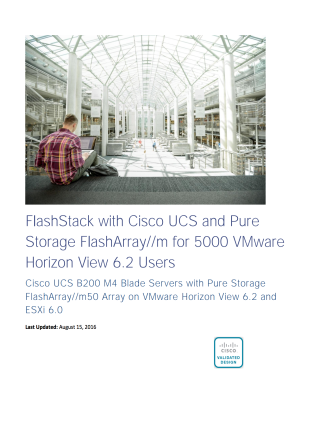 FlashStack with Cisco UCS and Pure
Storage FlashArray//m for 5000 VMware
Horizon View 6.2 Users
Cisco UCS B200 M4 Blade Servers with Pure Storage
FlashArray//m50 Array on VMware Horizon View 6.2 and
ESXi 6.0
Last Updated: August 15, 2016
CISCO
VALIDATED
DESIGN